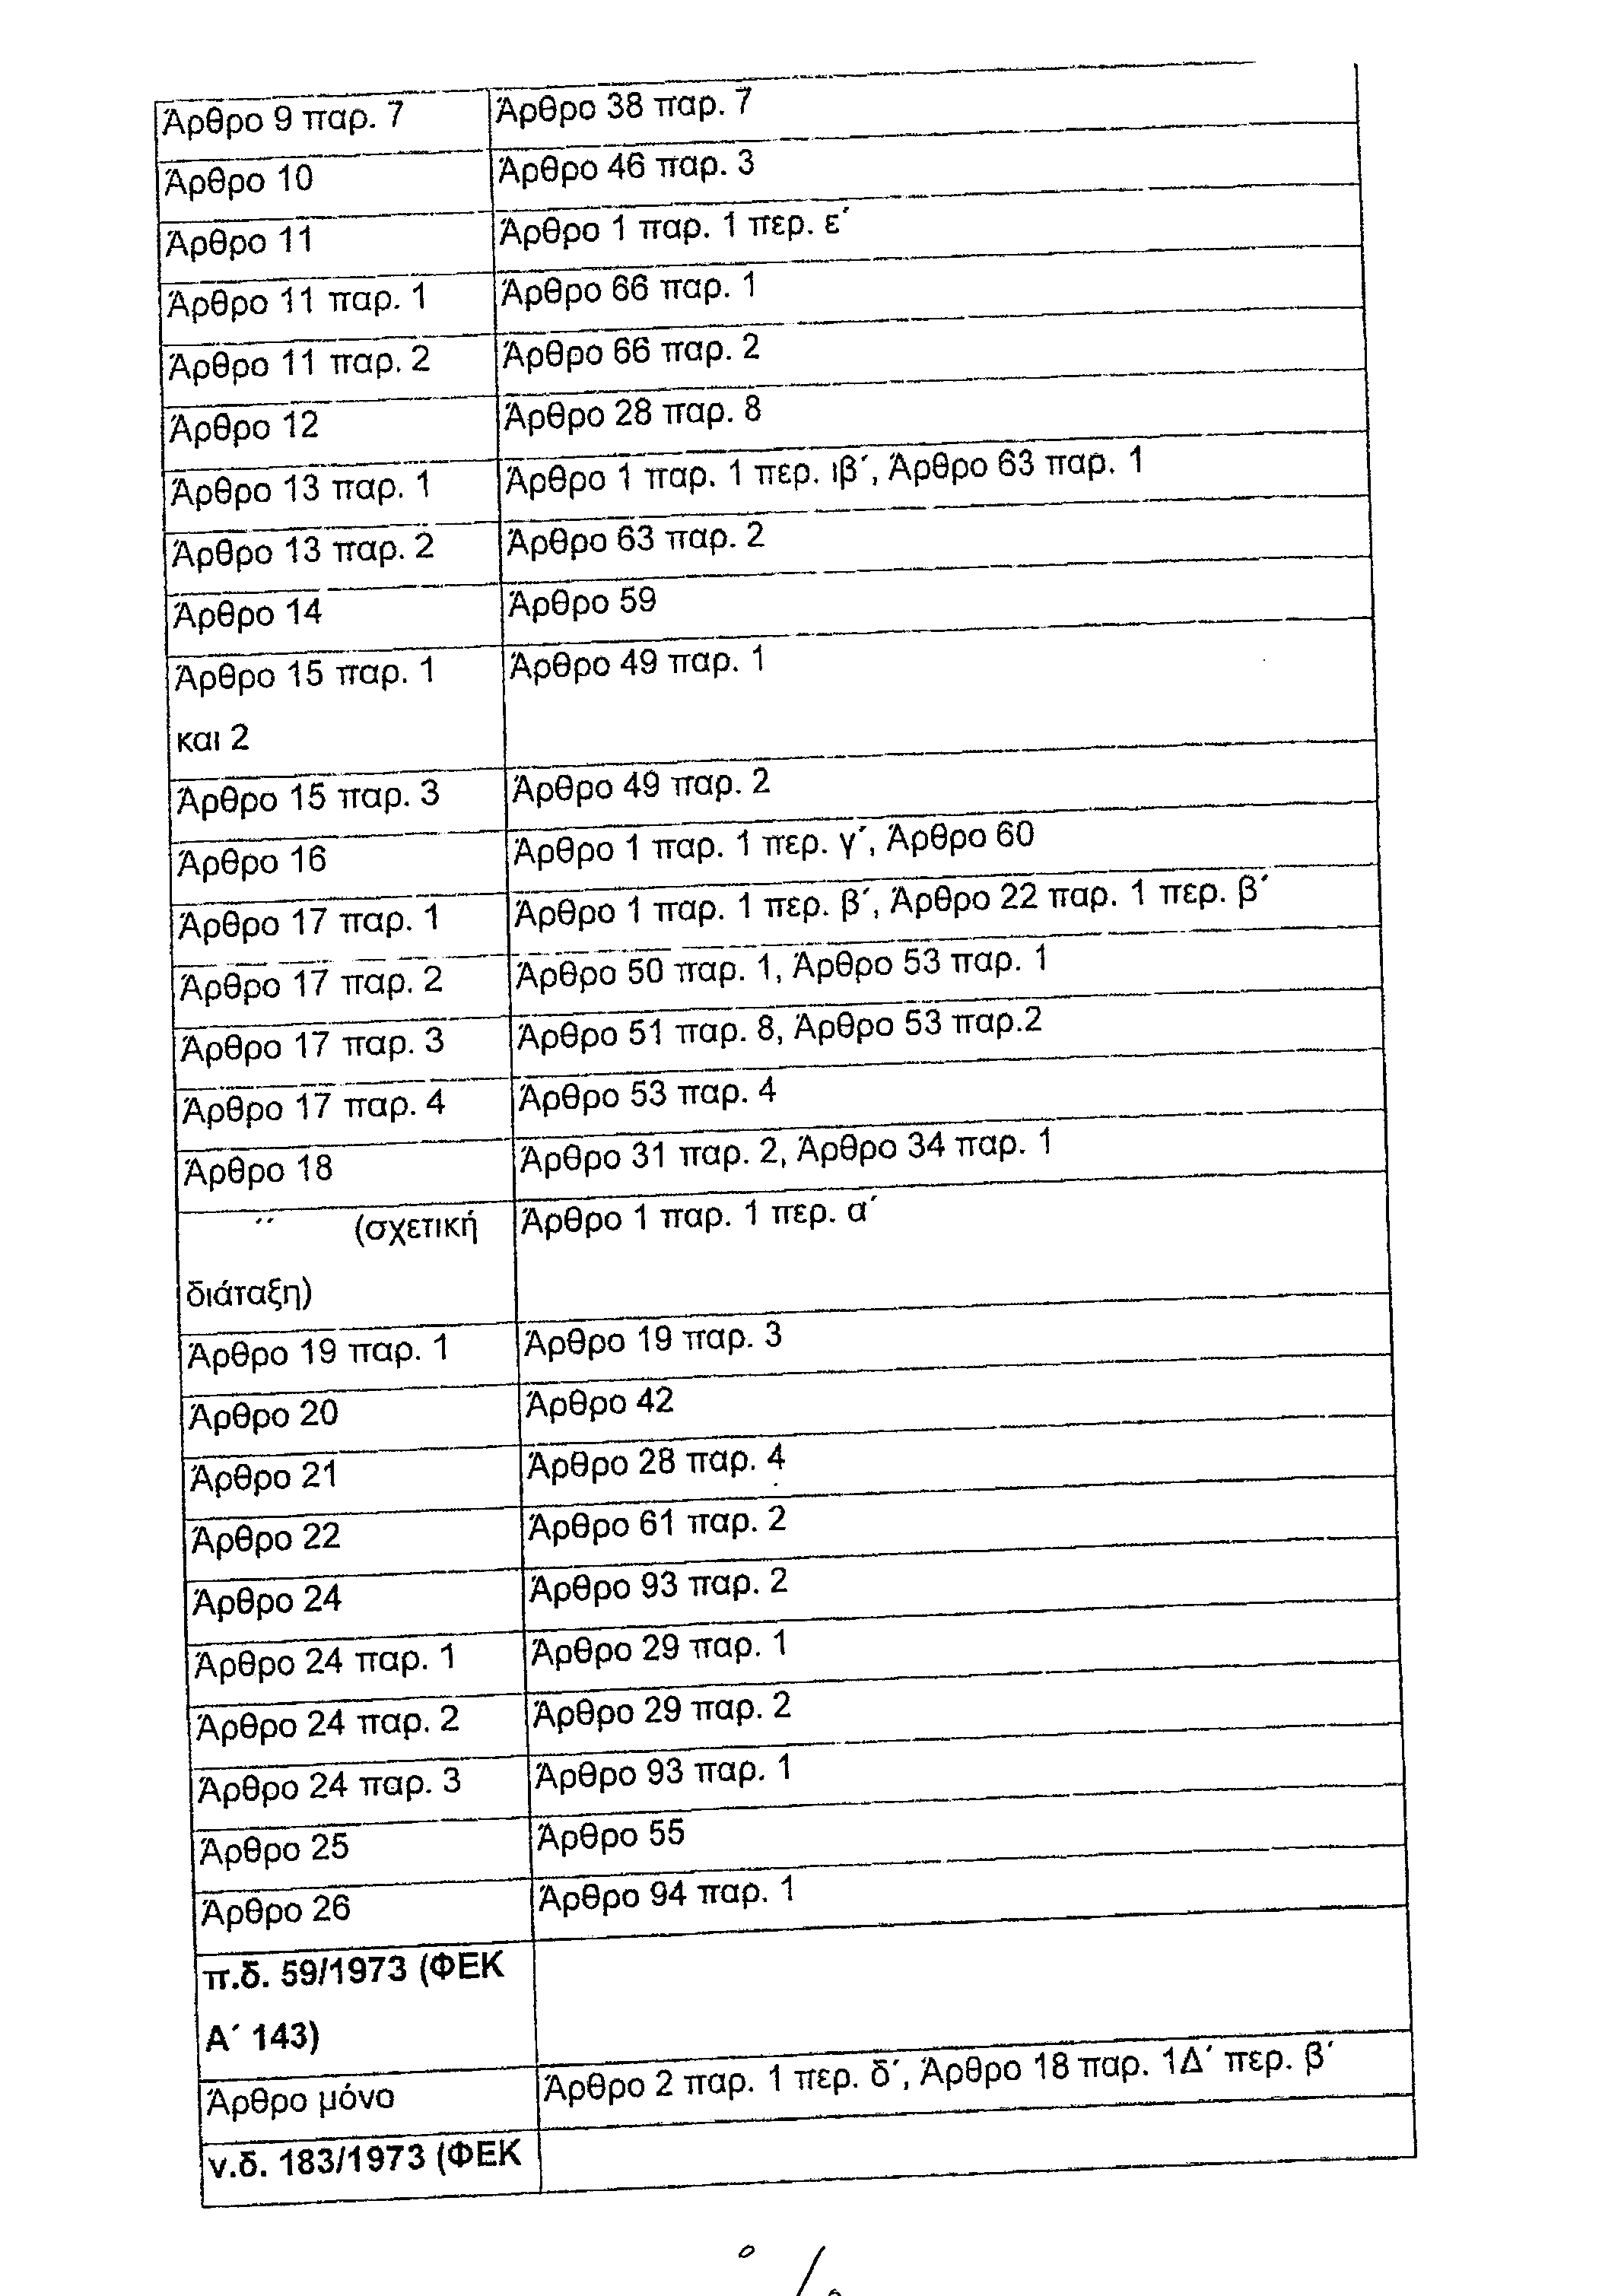 Άρθρο 9 παρ. 7 Άρθρο 38 παρ. 7
Άρθρο 10 Άρθρο 46 παρ. 3
Άρθρο 11 Άρθρο 1 παρ. 1 περ. ε΄
Άρθρο 11 παρ. 1 Άρθρο 66 παρ. 1
Άρθρο 11 παρ. 2 Άρθρο 66 παρ. 2
Άρθρο 12 Άρθρο 28 παρ. 8
Άρθρο 13 παρ. 1 Άρθρο 1 παρ. 1 περ. ιβ΄, Άρθρο 63 παρ. 1
Άρθρο 13 παρ. 2 Άρθρο 63 παρ. 2
Άρθρο 14 Άρθρο 59
Άρθρο 15 παρ. 1 Άρθρο 49 παρ. 1
και 2
Άρθρο 15 παρ. 3 Άρθρο 49 παρ. 2
Άρθρο 16 Άρθρο 1 παρ. 1 περ. γ΄, Άρθρο 60
Άρθρο 17 παρ. 1 Άρθρο 1 παρ. 1 περ. β΄, Άρθρο 22 παρ. 1 περ. β΄
Άρθρο 17 παρ. 2 Άρθρο 50 παρ. 1, Άρθρο 53 παρ. 1
Άρθρο 17 παρ. 3 Άρθρο 51 παρ. 8, Άρθρο 53 παρ.2
Άρθρο 17 παρ. 4 Άρθρο 53 παρ. 4
Άρθρο 18 Άρθρο 31 παρ. 2, Άρθρο 34 παρ. 1
΄΄ (σχετική Άρθρο 1 παρ. 1 περ. α΄
διάταξη)
Άρθρο 19 παρ. 1 Άρθρο 19 παρ. 3
Άρθρο 20 Άρθρο 42
Άρθρο 21 Άρθρο 28 παρ. 4
Άρθρο 22 Άρθρο 61 παρ. 2
Άρθρο 24 Άρθρο 93 παρ. 2
Άρθρο 24 παρ. 1 Άρθρο 29 παρ. 1
Άρθρο 24 παρ. 2 Άρθρο 29 παρ. 2
Άρθρο 24 παρ. 3 Άρθρο 93 παρ. 1
Άρθρο 25 Άρθρο 55
Άρθρο 26 Άρθρο 94 παρ. 1
π.δ. 59/1973 (ΦΕΚ
Α΄ 143)
Άρθρο μόνο Άρθρο 2 παρ. 1 περ. δ΄, Άρθρο 18 παρ. 1Δ΄ περ. β΄
ν.δ. 183/1973 (ΦΕΚ